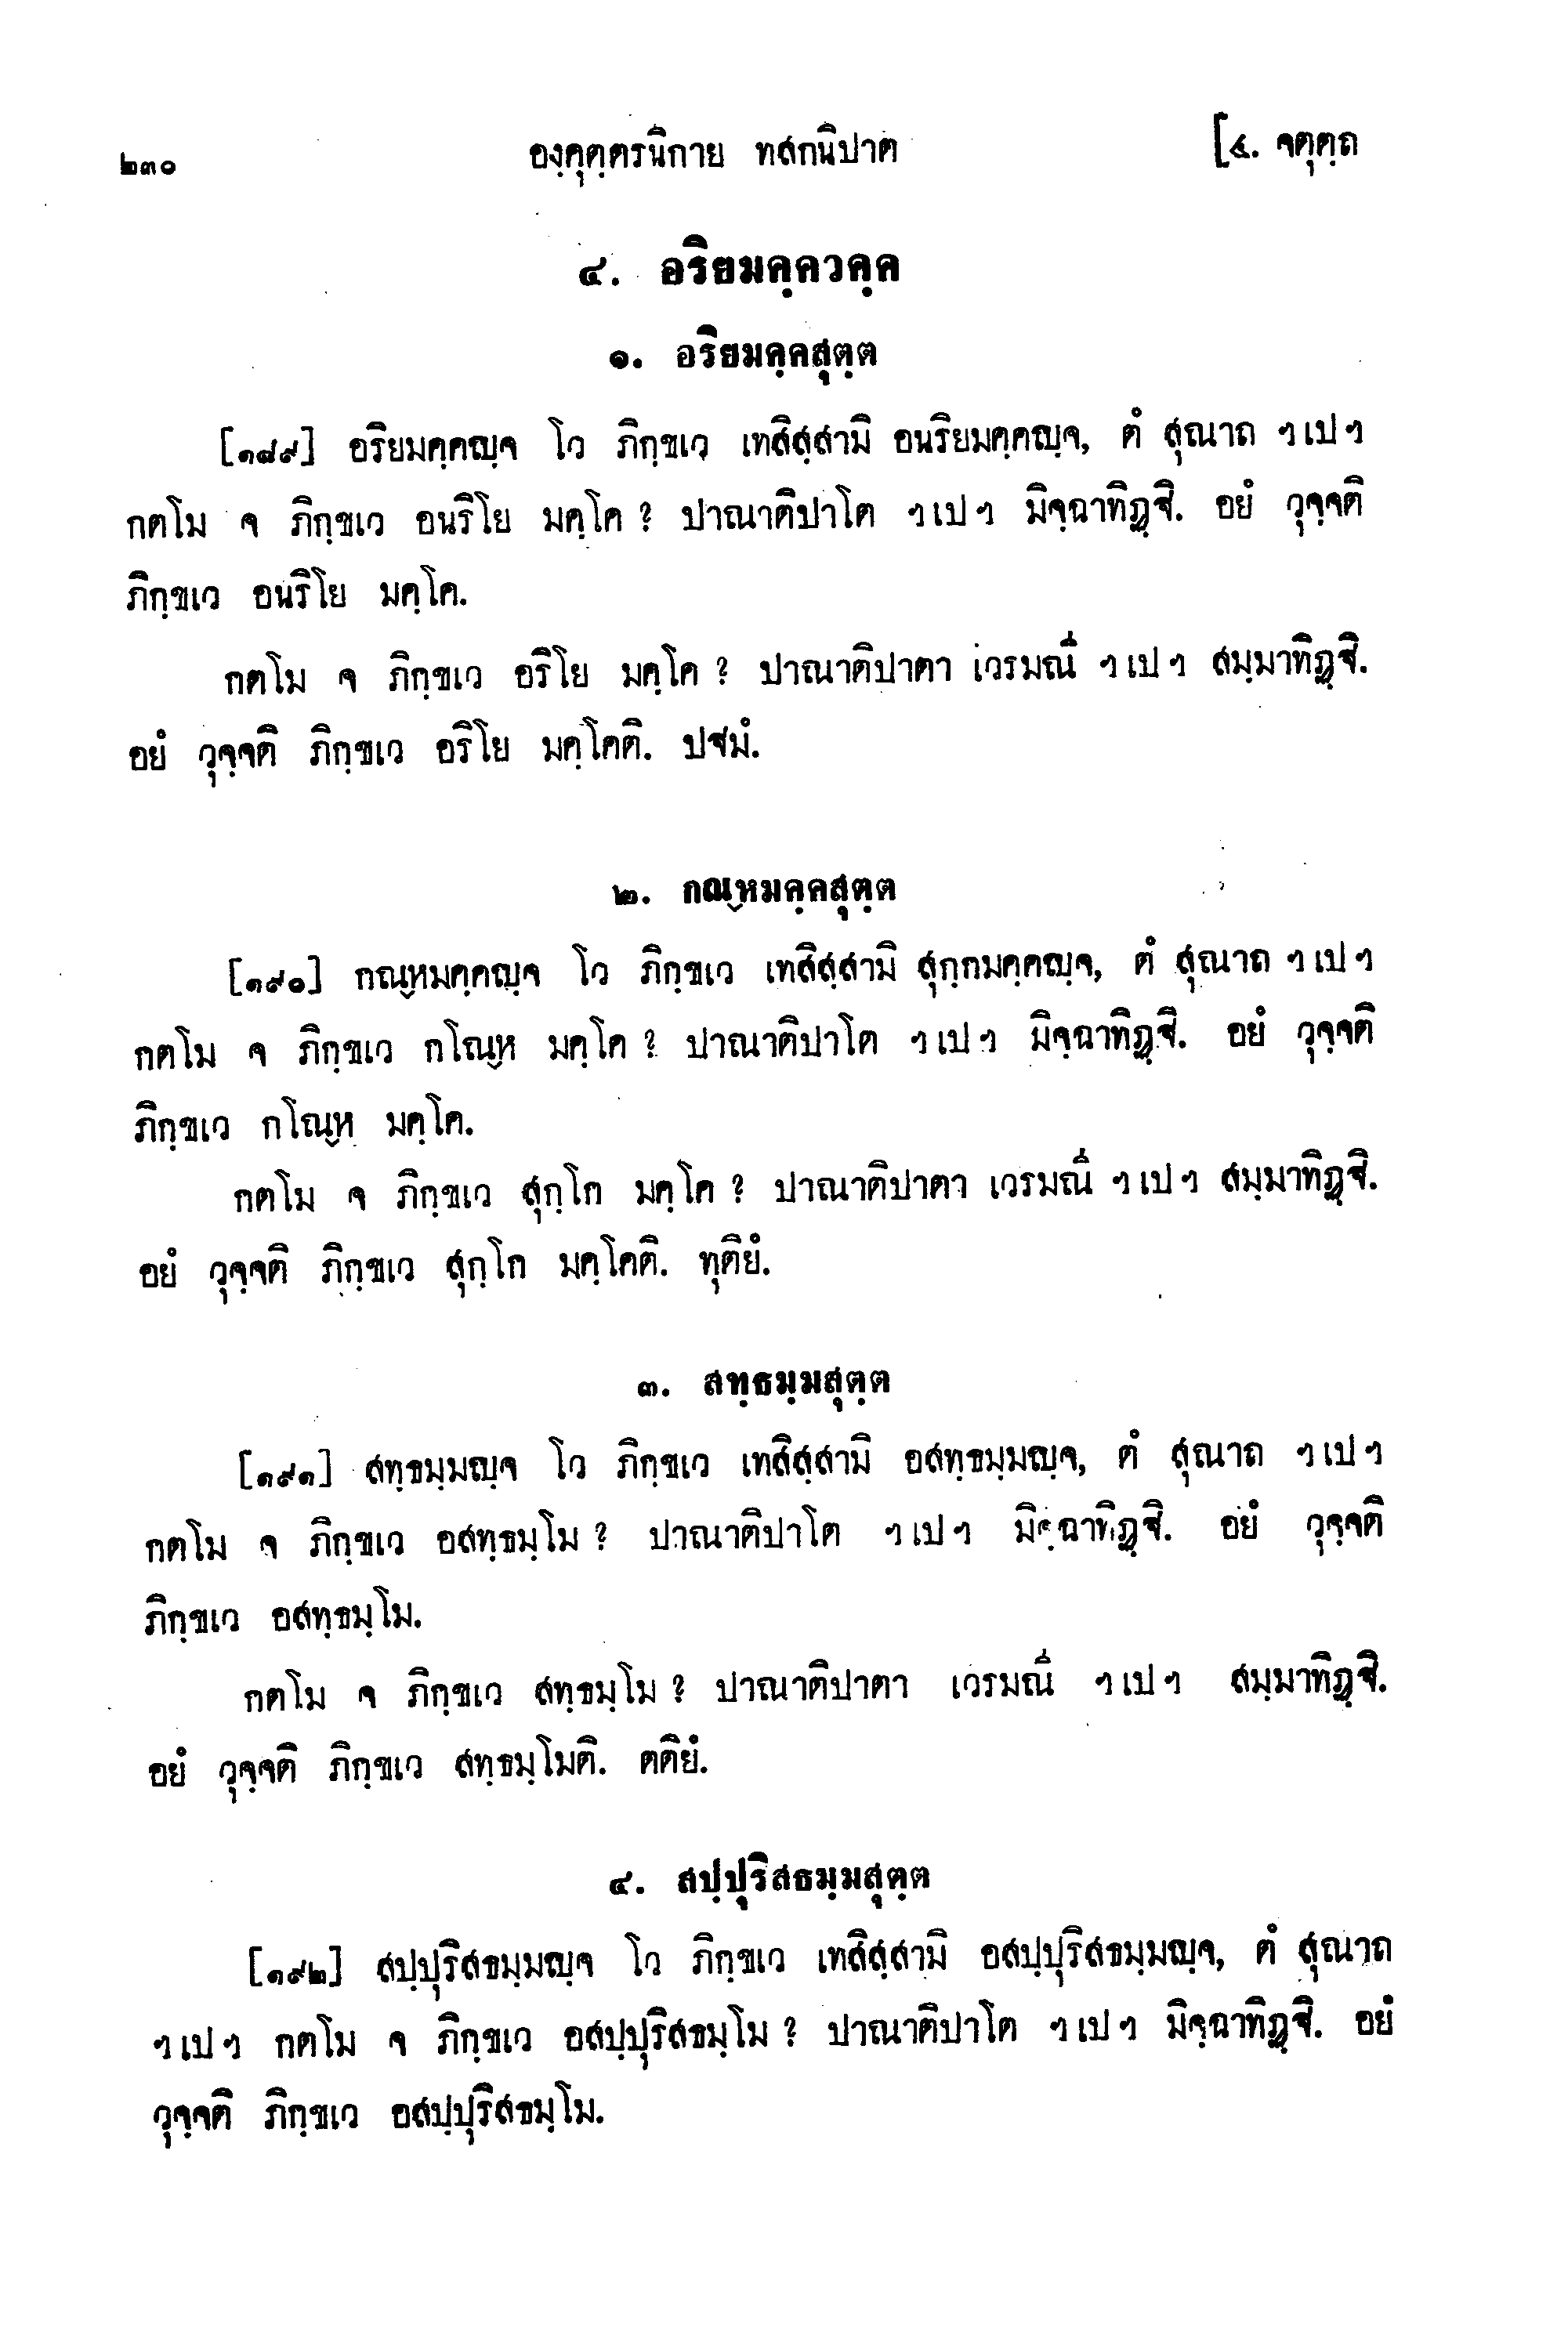 ๒๓๐ องฺคุตฺตรนิกาย ทสกนิปาต [๔. จตุตฺถ
๔. อริยมคฺควคฺค
๑. อริยมคฺคสุตฺต
[๑๘๙] อริยมคฺคญฺจ โว ภิกฺขเว เทสิสฺสามิ อนริยมคฺคญฺจ, ตํ สุณาถ ฯเปฯ
กตโม จ ภิกฺขเว อนริโย มคฺโค ? ปาณาติปาโต ฯเปฯ มิจฺฉาทิฏฺฐิ. อยํ วุจฺจติ
ภิกฺขเว อนริโย มคฺโค.
กตโม จ ภิกฺขเว อริโย มคฺโค ? ปาณาติปาตา เวรมณี ฯเปฯ สมฺมาทิฏฺฐิ.
อยํ วุจฺจติ ภิกฺขเว อริโย มคฺโคติ. ปฐมํ.
๒. กณฺหมคฺคสุตฺต
[๑๙๐] กณฺหมคฺคญฺจ โว ภิกฺขเว เทสิสฺสามิ สุกฺกมคฺคญฺจ, ตํ สุณาถ ฯเปฯ
กตโม จ ภิกฺขเว กโณฺห มคฺโค ? ปาณาติปาโต ฯเปฯ มิจฺฉาทิฏฺฐิ. อยํ วุจฺจติ
ภิกฺขเว กโณฺห มคฺโค.
กตโม จ ภิกฺขเว สุกฺโก มคฺโค ? ปาณาติปาตา เวรมณี ฯเปฯ สมฺมาทิฏฺฐิ.
อยํ วุจฺจติ ภิกฺขเว สุกฺโก มคฺโคติ. ทุติยํ.
๓. สทฺธมฺมสุตฺต
[๑๙๑] สทฺธมฺมญฺจ โว ภิกฺขเว เทสิสฺสามิ อสทฺธมฺมญฺจ, ตํ สุณาถ ฯเปฯ
กตโม จ ภิกฺขเว อสทฺธมฺโม ? ปาณาติปาโต ฯเปฯ มิจฺฉาทิฏฺฐิ. อยํ วุจฺจติ
ภิกฺขเว อสทฺธมฺโม.
กตโม จ ภิกฺขเว สทฺธมฺโม ? ปาณาติปาตา เวรมณี ฯเปฯ สมฺมาทิฏฺฐิ.
อยํ วุจฺจติ ภิกฺขเว สทฺธมฺโมติ. ตติยํ.
๔. สปฺปุริสธมฺมสุตฺต
[๑๙๒] สปฺปุริสธมฺมญฺจ โว ภิกฺขเว เทสิสฺสามิ อสปฺปุริสธมฺมญฺจ, ตํ สุณาถ
ฯเปฯ กตโม จ ภิกฺขเว อสปฺปุริสธมฺโม ? ปาณาติปาโต ฯเปฯ มิจฺฉาทิฏฺฐิ. อยํ
วุจฺจติ ภิกฺขเว อสปฺปุริสธมฺโม.